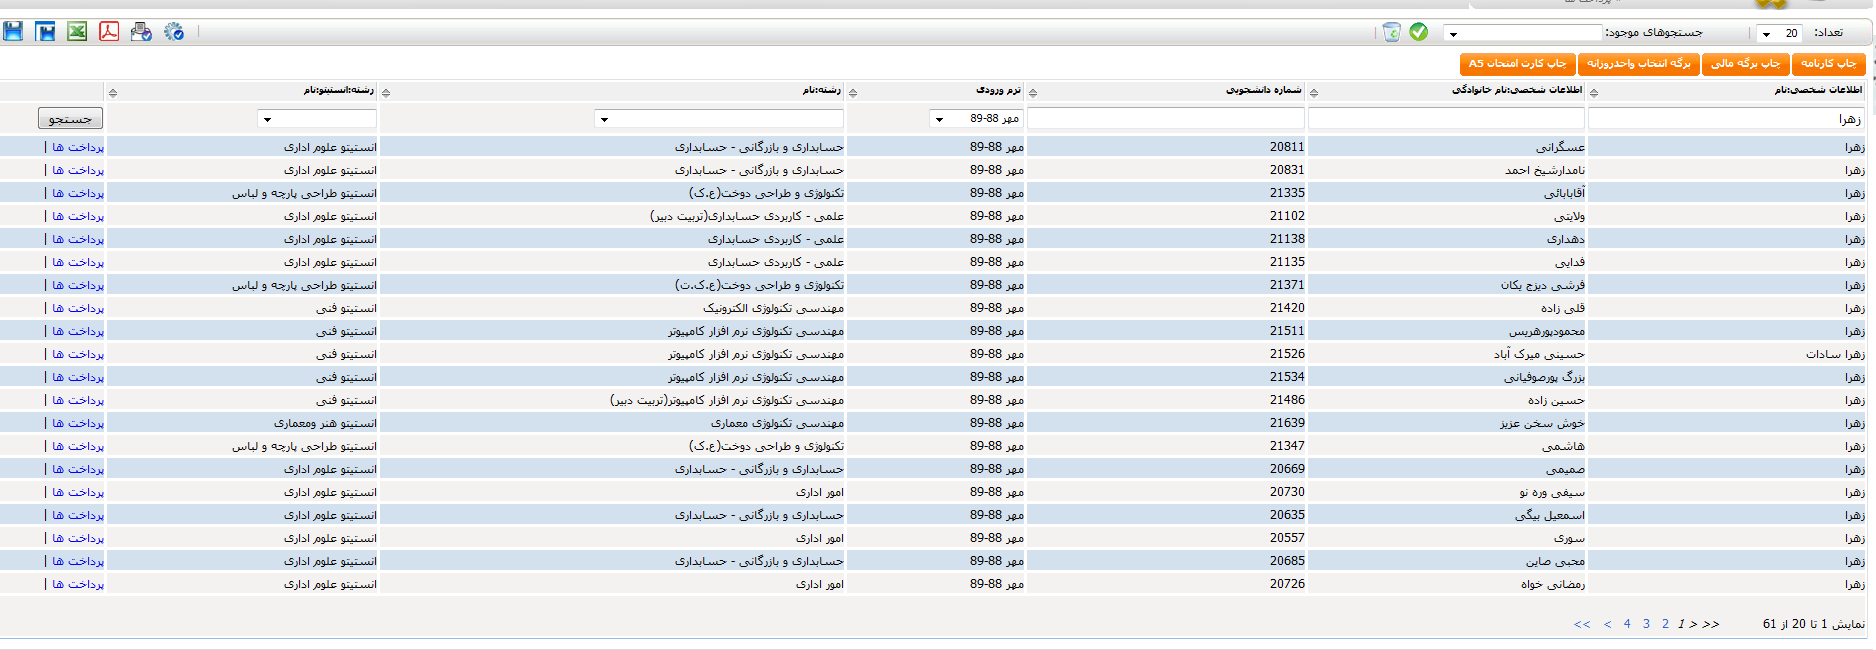 پرداخت ها
تعداد: 20 جستجوهای موجود:
چاپ کارنامه چاپ برگه مالی برگه انتخاب واحدروزانه چاپ کارت امتحان A5
اطلاعات شخصی:نام اطلاعات شخصی:نام خانوادگی شماره دانشجویی ترم ورودی رشته:نام رشته:انستیتو:نام
زهرا مهر 88-89 جستجو
زهرا عسگرانی 20811 مهر 88-89 حسابداری و بازرگانی - حسابداری انستیتو علوم اداری پرداخت ها |
زهرا نامدارشیخ احمد 20831 مهر 88-89 حسابداری و بازرگانی - حسابداری انستیتو علوم اداری پرداخت ها |
زهرا آقابابائی 21335 مهر 88-89 تکنولوژی و طراحی دوخت(ع.ک) انستیتو طراحی پارچه و لباس پرداخت ها |
زهرا ولایتی 21102 مهر 88-89 علمی - کاربردی حسابداری(تربیت دبیر) انستیتو علوم اداری پرداخت ها |
زهرا دهداری 21138 مهر 88-89 علمی - کاربردی حسابداری انستیتو علوم اداری پرداخت ها |
زهرا فدایی 21135 مهر 88-89 علمی - کاربردی حسابداری انستیتو علوم اداری پرداخت ها |
زهرا قرشی دیزج یکان 21371 مهر 88-89 تکنولوژی و طراحی دوخت(ع.ک.ت) انستیتو طراحی پارچه و لباس پرداخت ها |
زهرا قلی زاده 21420 مهر 88-89 مهندسی تکنولوژی الکترونیک انستیتو فنی پرداخت ها |
زهرا محمودپورهریس 21511 مهر 88-89 مهندسی تکنولوژی نرم افزار کامپیوتر انستیتو فنی پرداخت ها |
زهرا سادات حسینی میرک آباد 21526 مهر 88-89 مهندسی تکنولوژی نرم افزار کامپیوتر انستیتو فنی پرداخت ها |
زهرا بزرگ پورصوفیانی 21534 مهر 88-89 مهندسی تکنولوژی نرم افزار کامپیوتر انستیتو فنی پرداخت ها |
زهرا حسین زاده 21486 مهر 88-89 مهندسی تکنولوژی نرم افزار کامپیوتر(تربیت دبیر) انستیتو فنی پرداخت ها |
زهرا خوش سخن عزیز 21639 مهر 88-89 مهندسی تکنولوژی معماری انستیتو هنر ومعماری پرداخت ها |
زهرا هاشمی 21347 مهر 88-89 تکنولوژی و طراحی دوخت(ع.ک) انستیتو طراحی پارچه و لباس پرداخت ها |
زهرا صمیمی 20669 مهر 88-89 حسابداری و بازرگانی - حسابداری انستیتو علوم اداری پرداخت ها |
زهرا سیفی وره نو 20730 مهر 88-89 امور اداری انستیتو علوم اداری پرداخت ها |
زهرا اسمعیل بیگی 20635 مهر 88-89 حسابداری و بازرگانی - حسابداری انستیتو علوم اداری پرداخت ها |
زهرا سوری 20557 مهر 88-89 امور اداری انستیتو علوم اداری پرداخت ها |
زهرا محبی صاین 20685 مهر 88-89 حسابداری و بازرگانی - حسابداری انستیتو علوم اداری پرداخت ها |
زهرا رمضانی خواه 20726 مهر 88-89 امور اداری انستیتو علوم اداری پرداخت ها |
نمایش 1 تا 20 از 61 << < 1 2 3 4 > >>